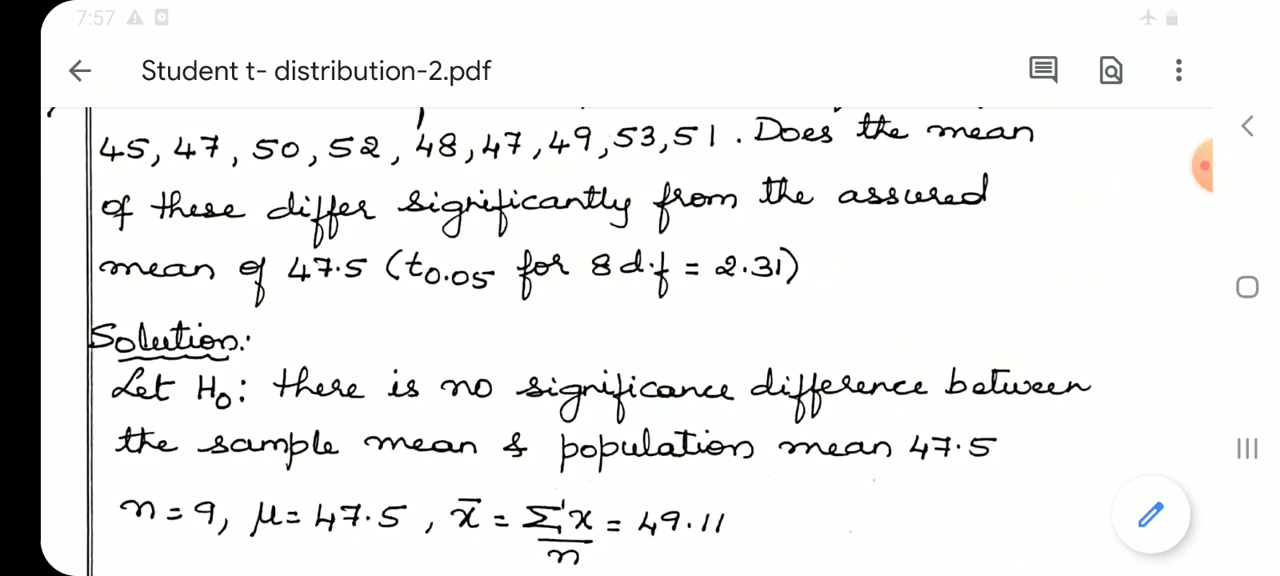 7:57
Student t- distribution-2.pdf
45, 47, 50, 52, 48, 47, 49, 53, 51. Does the mean
of these differ significantly from the assured
mean of 47.5 (t0.05 for 8 d.f = 2.31)
Solution:
Let H₀: there is no significance difference between
the sample mean & population mean 47.5
n = 9, μ = 47.5, x̄ = Σx/n = 49.11